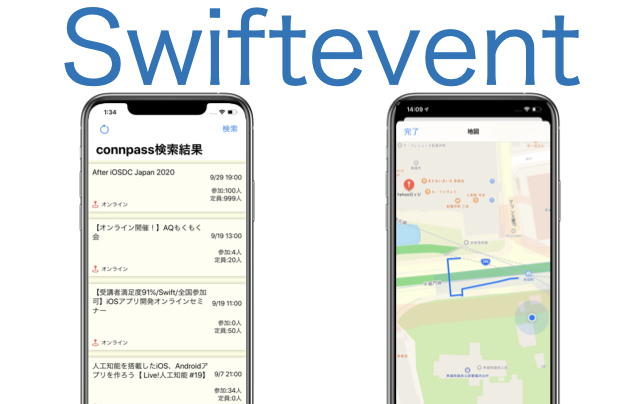 Swiftevent
1:34
検索
connpass検索結果
After iOSDC Japan 2020
9/29 19:00
参加:100人
定員:999人
オンライン
【オンライン開催！】AQもくもく
会
9/19 13:00
参加:4人
定員:20人
オンライン
【受講者満足度91%/Swift/全国参加
可】iOSアプリ開発オンラインセミ
ナー
9/19 11:00
参加:0人
定員:50人
オンライン
人工知能を搭載したiOS、Androidア
プリを作ろう【 Live!人工知能 #19】
9/7 21:00
参加:34人
定員:0人
14:09
完了
地図